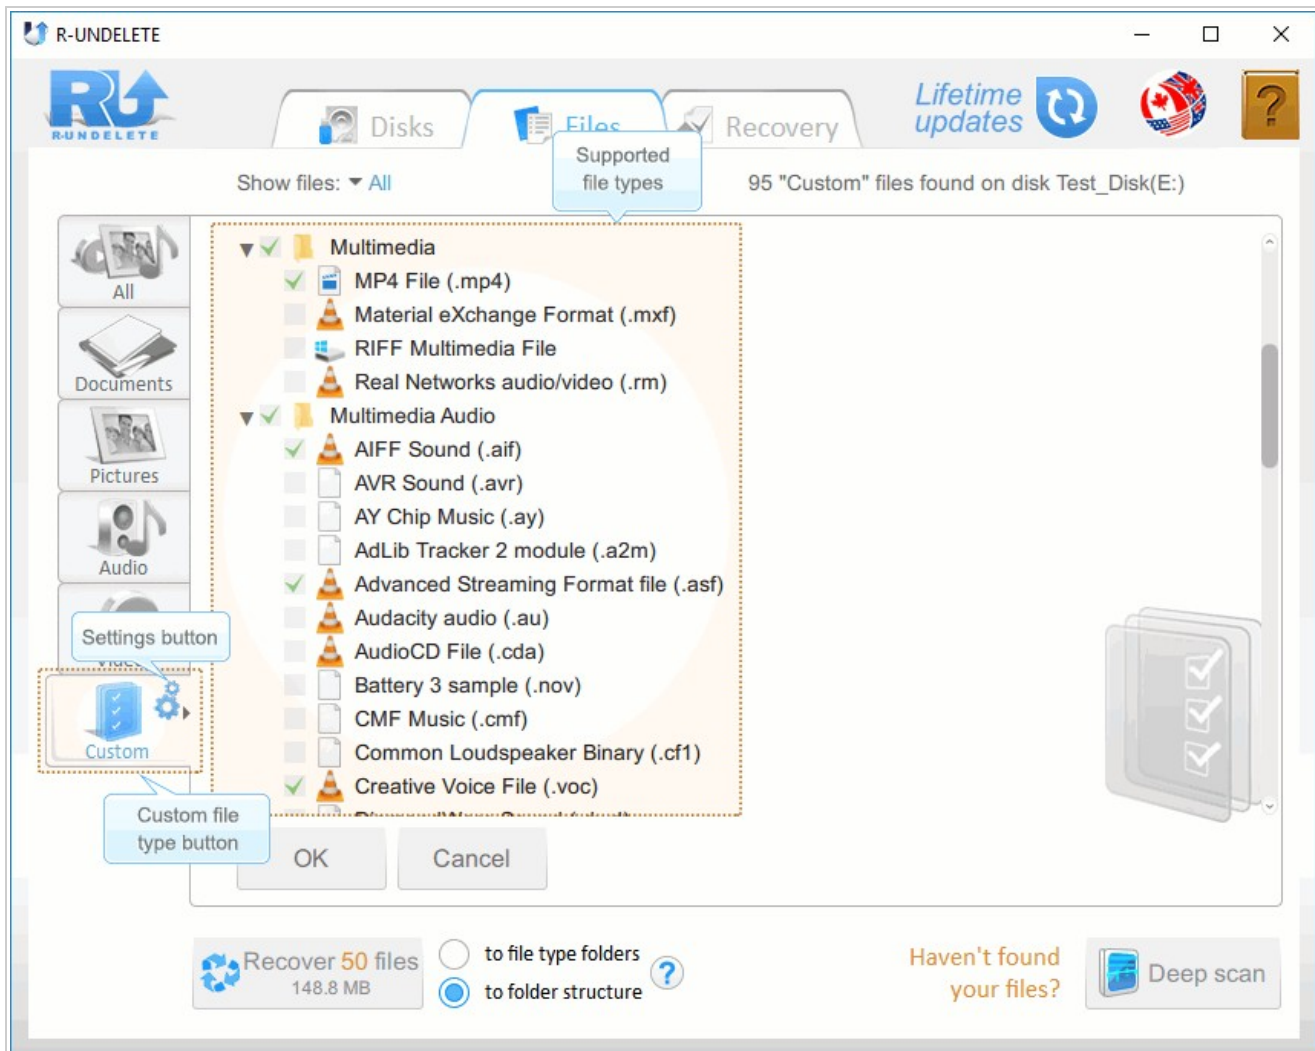 R-UNDELETE
R-UNDELETE
Disks
Files
Recovery
Lifetime
updates
Supported
file types
Show files: All
95 "Custom" files found on disk Test_Disk(E:)
All
Documents
Pictures
Audio
Settings button
Custom
Custom file
type button
Multimedia
MP4 File (.mp4)
Material eXchange Format (.mxf)
RIFF Multimedia File
Real Networks audio/video (.rm)
Multimedia Audio
AIFF Sound (.aif)
AVR Sound (.avr)
AY Chip Music (.ay)
AdLib Tracker 2 module (.a2m)
Advanced Streaming Format file (.asf)
Audacity audio (.au)
AudioCD File (.cda)
Battery 3 sample (.nov)
CMF Music (.cmf)
Common Loudspeaker Binary (.cf1)
Creative Voice File (.voc)
OK
Cancel
Recover 50 files
148.8 MB
to file type folders
to folder structure
?
Haven't found
your files?
Deep scan